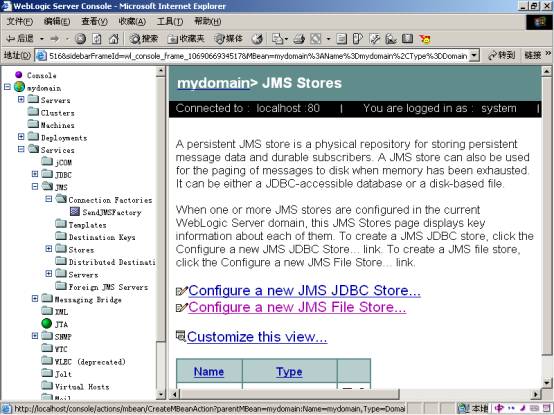 WebLogic Server Console - Microsoft Internet Explorer
文件(F) 编辑(E) 查看(V) 收藏(A) 工具(T) 帮助(H)
后退 搜索 收藏夹 媒体
地址(D) 516&sidebarFrameId=wl_console_frame_1069066934517&MBean=mydomain%3AName%3Dmydomain%2CType%3DDomain 转到 链接 »
Console
mydomain
Servers
Clusters
Machines
Deployments
Services
jCOM
JDBC
JMS
Connection Factories
SendJMSFactory
Templates
Destination Keys
Stores
Distributed Destinati
Servers
Foreign JMS Servers
Messaging Bridge
XML
JTA
SNMP
WTC
WLEC (deprecated)
Jolt
Virtual Hosts
Mail
mydomain> JMS Stores
Connected to : localhost :80 | You are logged in as : system |
A persistent JMS store is a physical repository for storing persistent
message data and durable subscribers. A JMS store can also be used
for the paging of messages to disk when memory has been exhausted.
It can be either a JDBC-accessible database or a disk-based file.
When one or more JMS stores are configured in the current
WebLogic Server domain, this JMS Stores page displays key
information about each of them. To create a JMS JDBC store, click the
Configure a new JMS JDBC Store... link. To create a JMS file store,
click the Configure a new JMS File Store... link.
Configure a new JMS JDBC Store...
Configure a new JMS File Store...
Customize this view...
Name Type
http://localhost/console/actions/mbean/CreateMBeanAction?parentMBean=mydomain:Name=mydomain,Type=Domai 本地